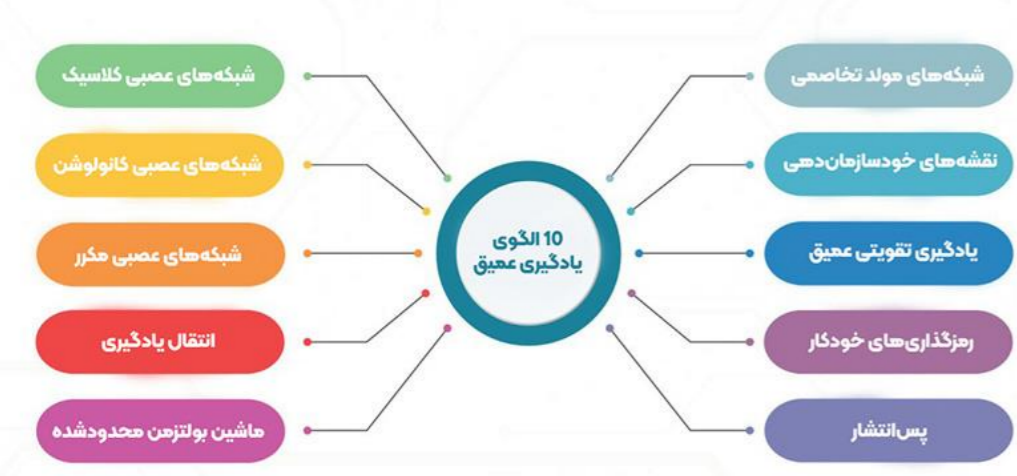 10 الگوی
یادگیری عمیق
شبکه‌های مولد تخاصمی
نقشه‌های خودسازمان‌دهی
یادگیری تقویتی عمیق
رمزگذاری‌های خودکار
پس‌انتشار
شبکه‌های عصبی کلاسیک
شبکه‌های عصبی کانولوشن
شبکه‌های عصبی مکرر
انتقال یادگیری
ماشین بولتزمن محدودشده